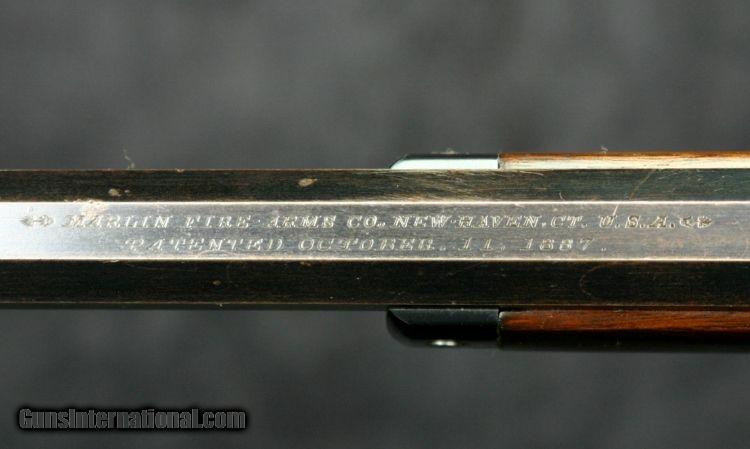 MARLIN FIRE-ARMS CO. NEW-HAVEN. CT. U.S.A.
PATENTED OCTOBER. 11. 1887.
GunsInternational.com